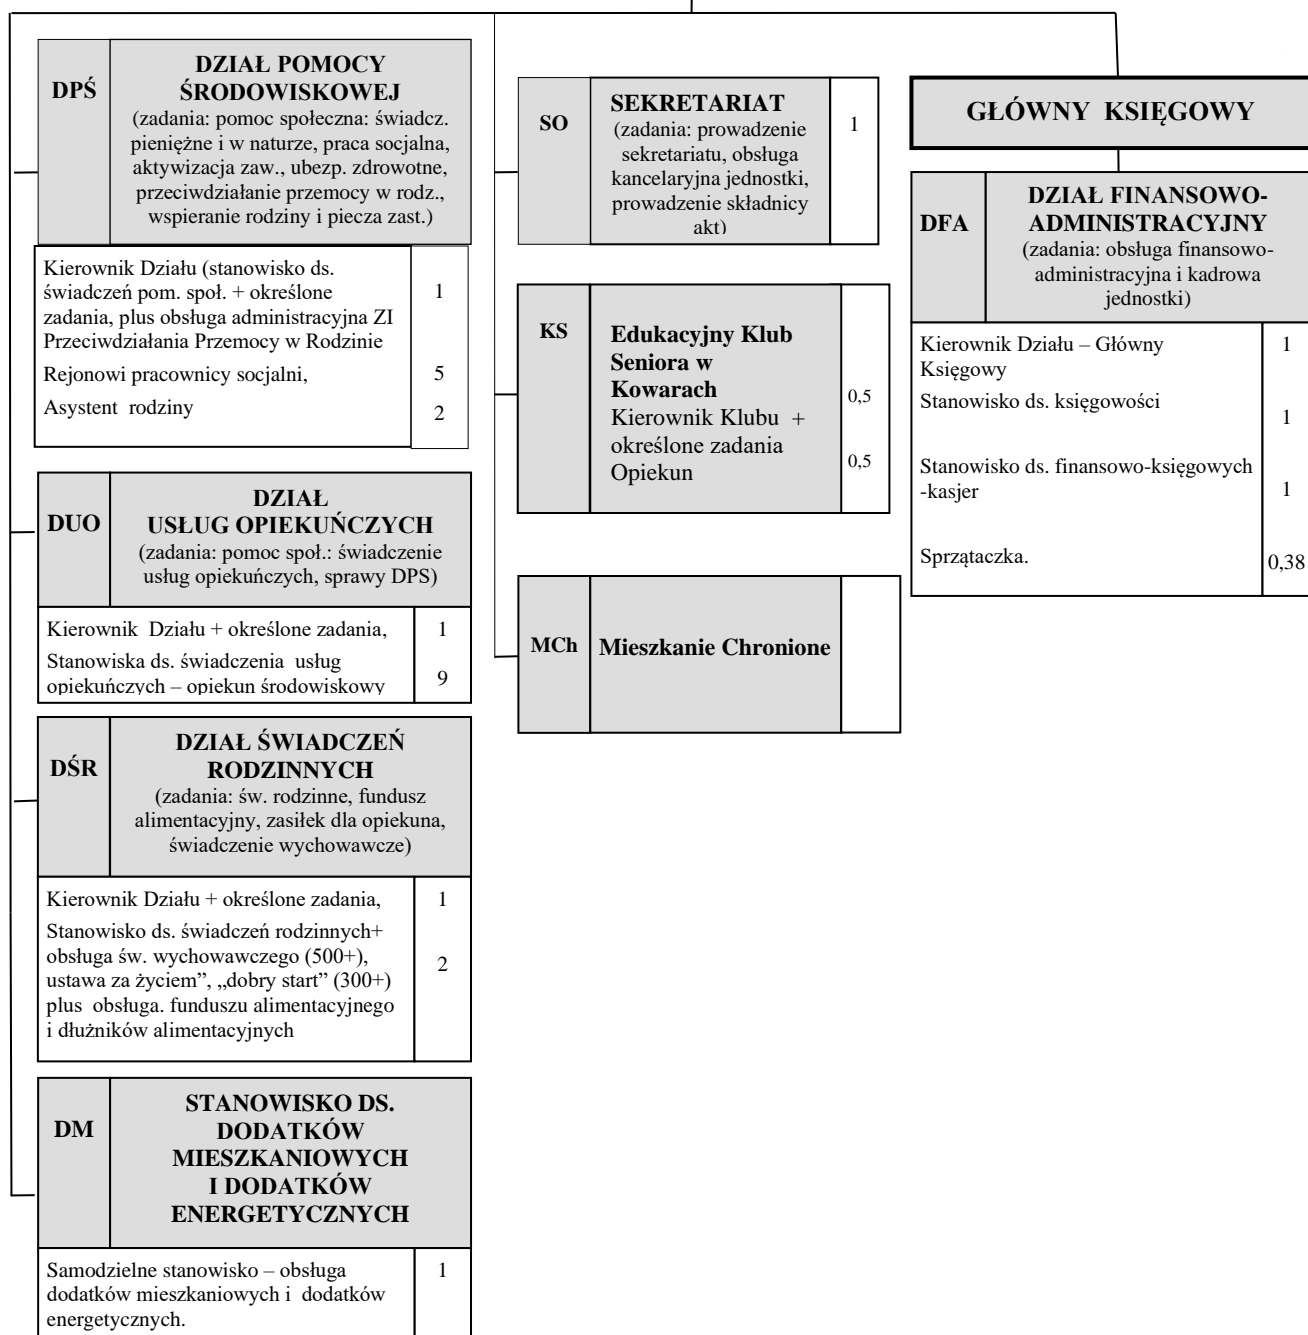 DPŚ
DZIAŁ POMOCY
ŚRODOWISKOWEJ
(zadania: pomoc społeczna: świadcz.
pieniężne i w naturze, praca socjalna,
aktywizacja zaw., ubezp. zdrowotne,
przeciwdziałanie przemocy w rodz.,
wspieranie rodziny i piecza zast.)
Kierownik Działu (stanowisko ds.
świadczeń pom. społ. + określone
zadania, plus obsługa administracyjna ZI
Przeciwdziałania Przemocy w Rodzinie
1
Rejonowi pracownicy socjalni,
5
Asystent rodziny
2
DUO
DZIAŁ
USŁUG OPIEKUŃCZYCH
(zadania: pomoc społ.: świadczenie
usług opiekuńczych, sprawy DPS)
Kierownik Działu + określone zadania,
1
Stanowiska ds. świadczenia usług
opiekuńczych – opiekun środowiskowy
9
DŚR
DZIAŁ ŚWIADCZEŃ
RODZINNYCH
(zadania: św. rodzinne, fundusz
alimentacyjny, zasiłek dla opiekuna,
świadczenie wychowawcze)
Kierownik Działu + określone zadania,
1
Stanowisko ds. świadczeń rodzinnych+
obsługa św. wychowawczego (500+),
ustawa za życiem”, „dobry start” (300+)
plus obsługa. funduszu alimentacyjnego
i dłużników alimentacyjnych
2
DM
STANOWISKO DS.
DODATKÓW
MIESZKANIOWYCH
I DODATKÓW
ENERGETYCZNYCH
Samodzielne stanowisko – obsługa
dodatków mieszkaniowych i dodatków
energetycznych.
1
SO
SEKRETARIAT
(zadania: prowadzenie
sekretariatu, obsługa
kancelaryjna jednostki,
prowadzenie składnicy
akt)
1
KS
Edukacyjny Klub
Seniora w
Kowarach
Kierownik Klubu +
określone zadania
Opiekun
0,5
0,5
MCh
Mieszkanie Chronione
GŁÓWNY KSIĘGOWY
DFA
DZIAŁ FINANSOWO-
ADMINISTRACYJNY
(zadania: obsługa finansowo-
administracyjna i kadrowa
jednostki)
Kierownik Działu – Główny
Księgowy
1
Stanowisko ds. księgowości
1
Stanowisko ds. finansowo-księgowych
-kasjer
1
Sprzątaczka.
0,38